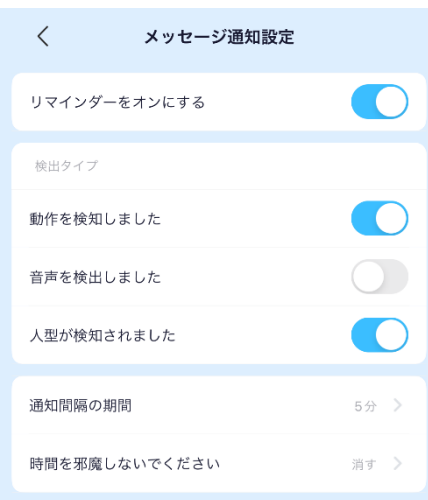 メッセージ通知設定
リマインダーをオンにする
検出タイプ
動作を検知しました
音声を検出しました
人型が検知されました
通知間隔の期間 5分
時間を邪魔しないでください 消す